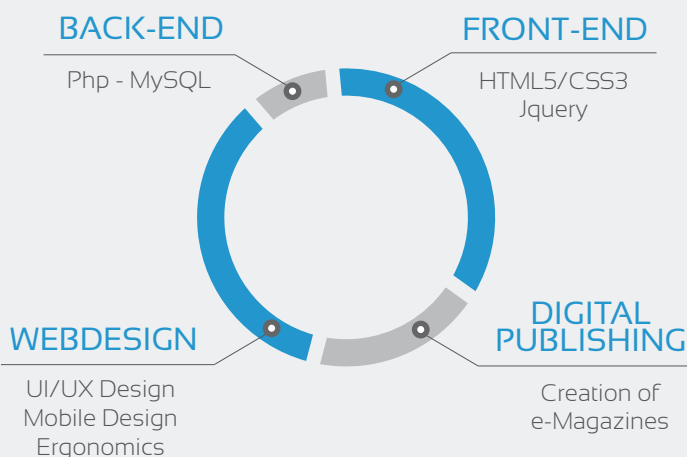 BACK-END
Php - MySQL
FRONT-END
HTML5/CSS3
Jquery
WEBDESIGN
UI/UX Design
Mobile Design
Ergonomics
DIGITAL
PUBLISHING
Creation of
e-Magazines